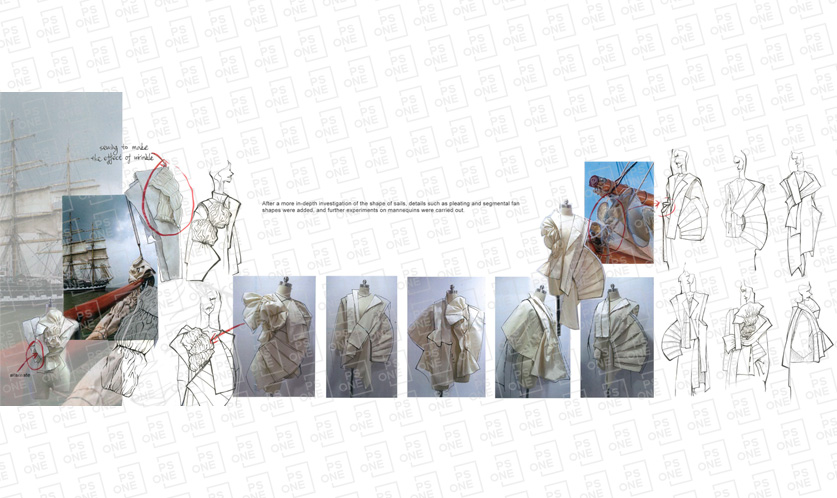 sewing to make
the effect of wrinkle
After a more in-depth investigation of the shape of sails, details such as pleating and segmental fan
shapes were added, and further experiments on mannequins were carried out.
PS
ONE